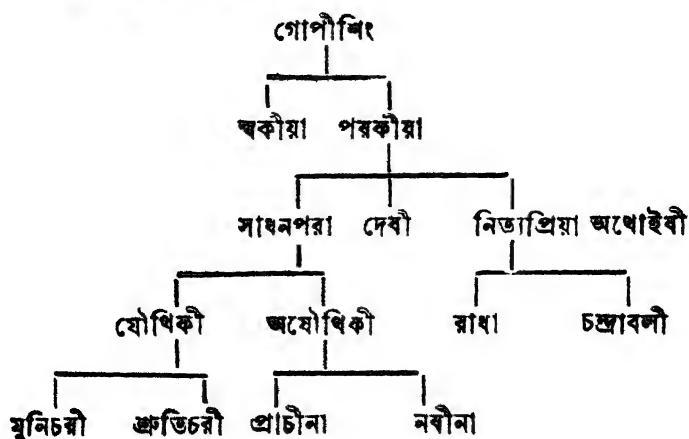 গোপীশিং
স্বকীয়া পরকীয়া
সাধনপরা দেবী নিত্যপ্রিয়া অথোইবী
যৌথিকী অযৌথিকী রাধা চন্দ্রাবলী
মুনিচরী শ্রুতিচরী প্রাচীনা নবীনা